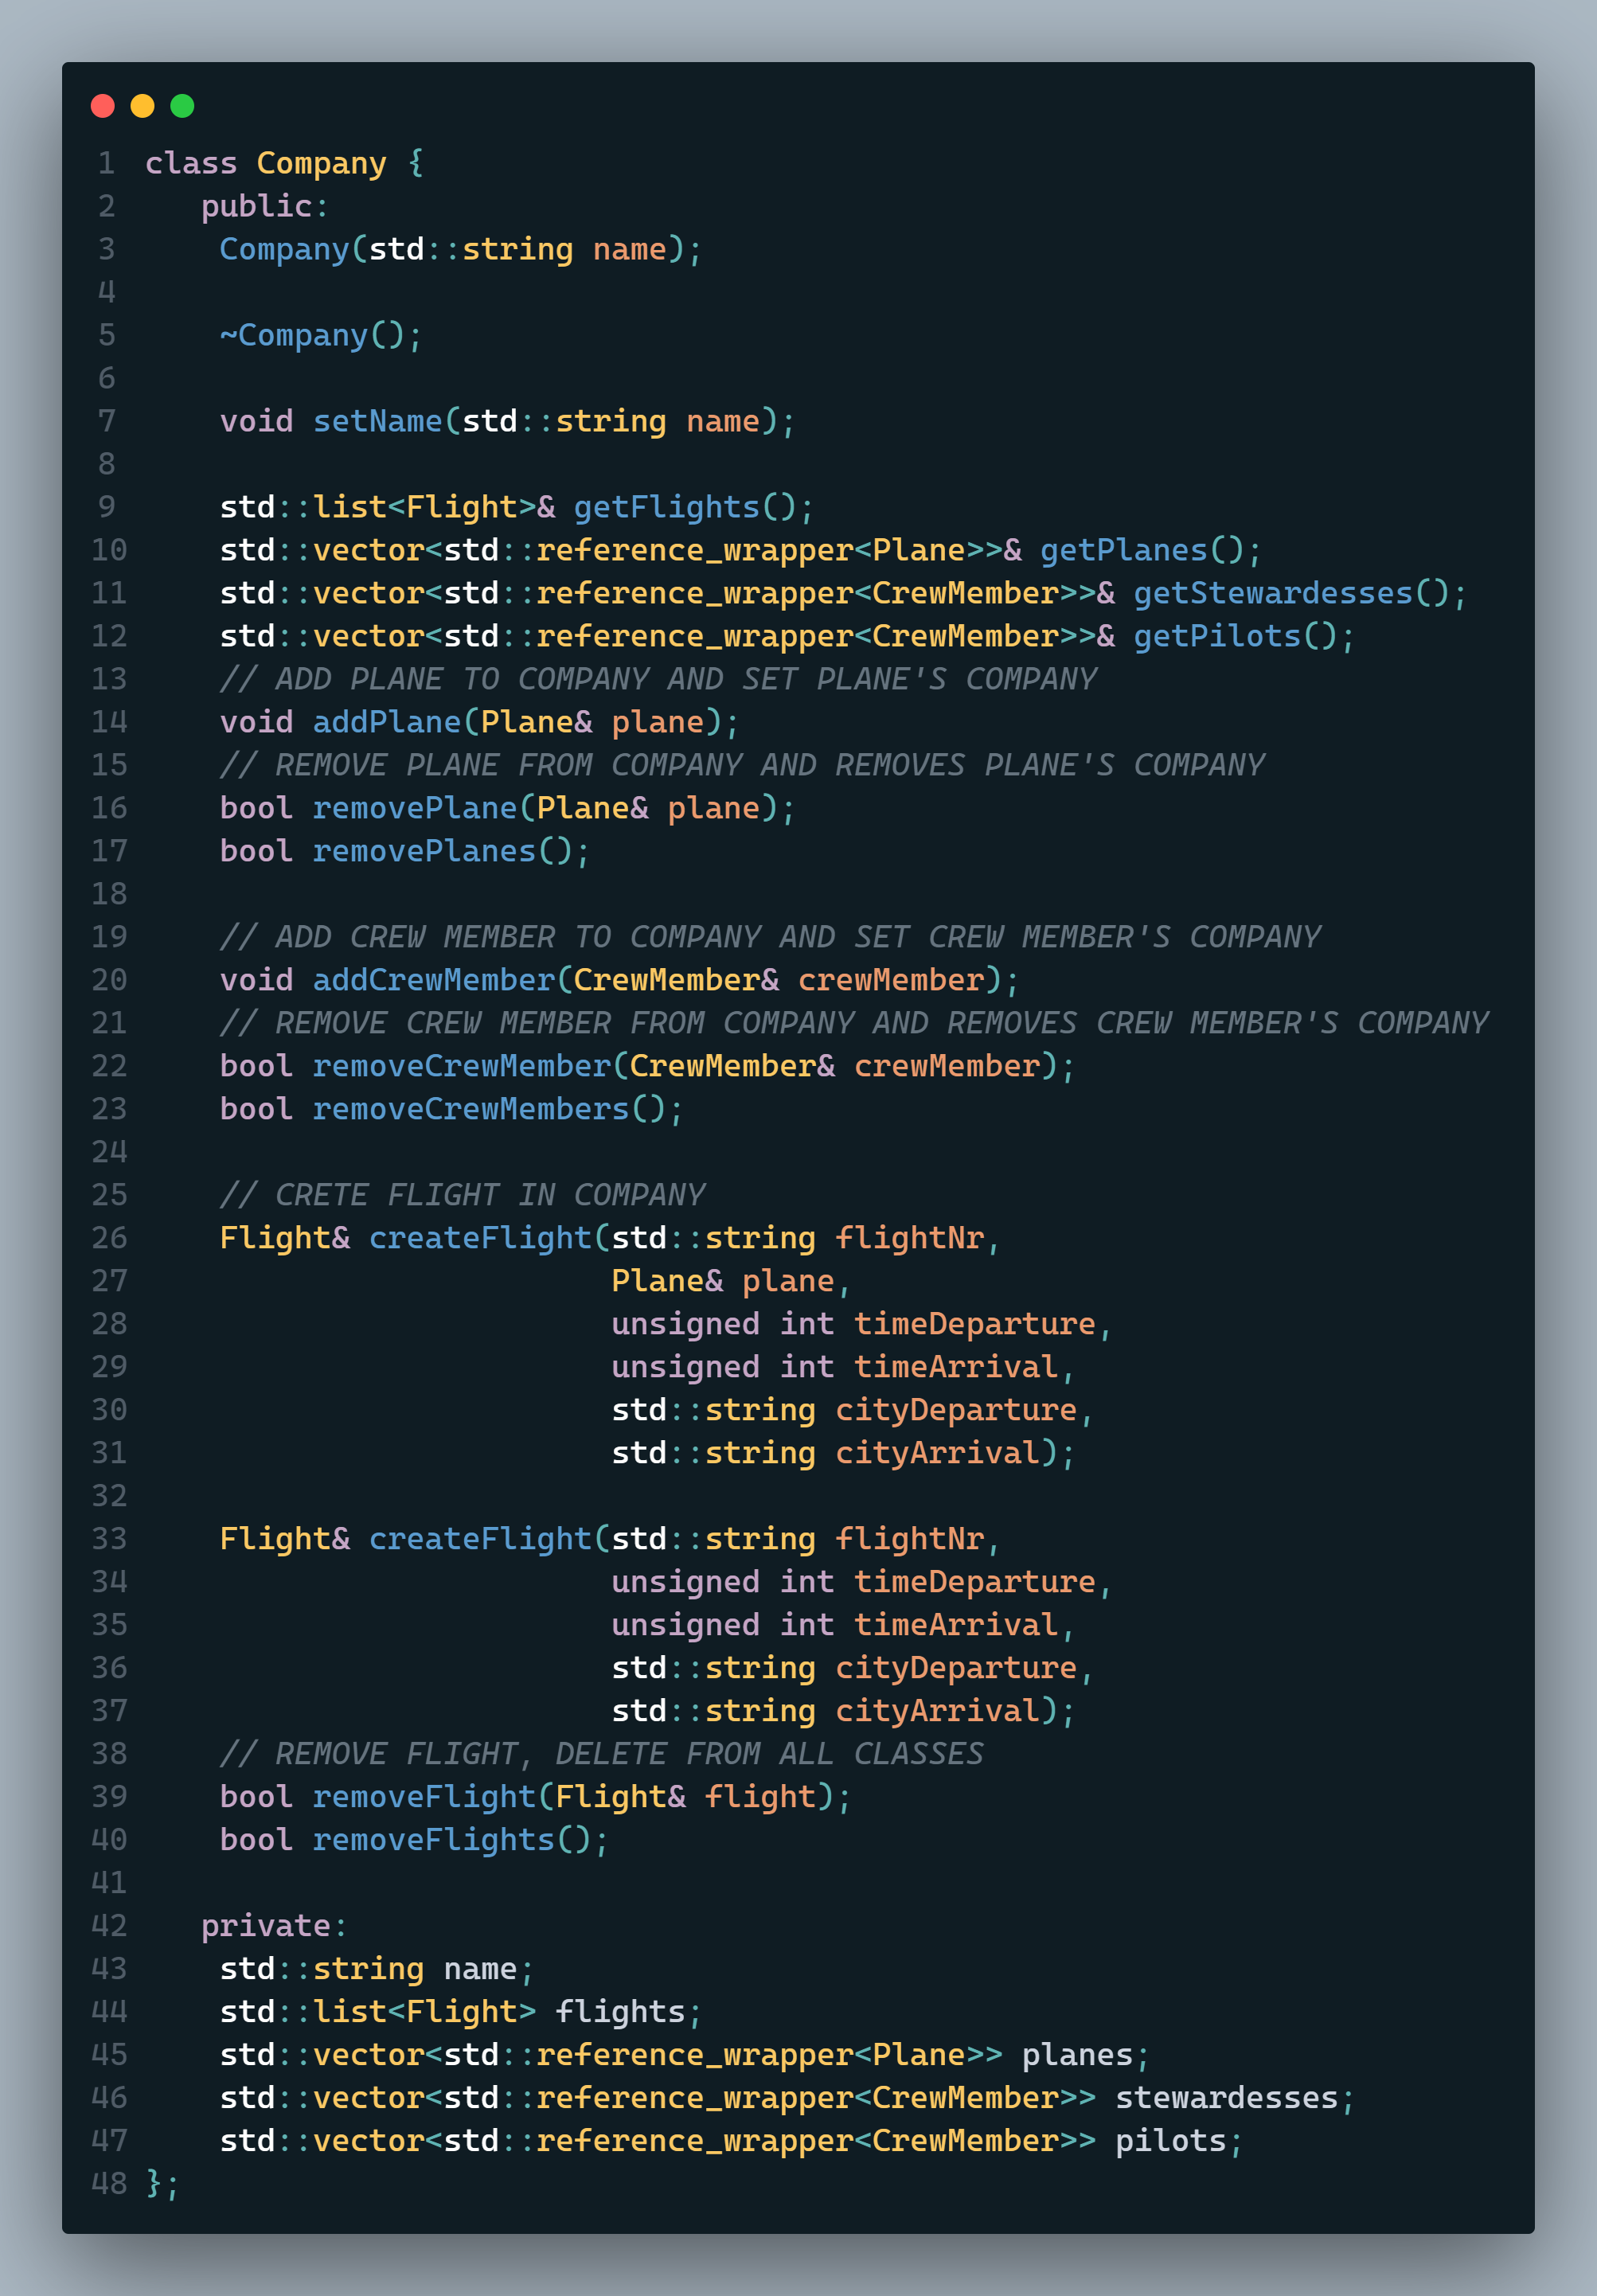 1 class Company {
2    public:
3     Company(std::string name);
4
5     ~Company();
6
7     void setName(std::string name);
8
9     std::list<Flight>& getFlights();
10     std::vector<std::reference_wrapper<Plane>>& getPlanes();
11     std::vector<std::reference_wrapper<CrewMember>>& getStewardesses();
12     std::vector<std::reference_wrapper<CrewMember>>& getPilots();
13     // ADD PLANE TO COMPANY AND SET PLANE'S COMPANY
14     void addPlane(Plane& plane);
15     // REMOVE PLANE FROM COMPANY AND REMOVES PLANE'S COMPANY
16     bool removePlane(Plane& plane);
17     bool removePlanes();
18
19     // ADD CREW MEMBER TO COMPANY AND SET CREW MEMBER'S COMPANY
20     void addCrewMember(CrewMember& crewMember);
21     // REMOVE CREW MEMBER FROM COMPANY AND REMOVES CREW MEMBER'S COMPANY
22     bool removeCrewMember(CrewMember& crewMember);
23     bool removeCrewMembers();
24
25     // CRETE FLIGHT IN COMPANY
26     Flight& createFlight(std::string flightNr,
27                          Plane& plane,
28                          unsigned int timeDeparture,
29                          unsigned int timeArrival,
30                          std::string cityDeparture,
31                          std::string cityArrival);
32
33     Flight& createFlight(std::string flightNr,
34                          unsigned int timeDeparture,
35                          unsigned int timeArrival,
36                          std::string cityDeparture,
37                          std::string cityArrival);
38     // REMOVE FLIGHT, DELETE FROM ALL CLASSES
39     bool removeFlight(Flight& flight);
40     bool removeFlights();
41
42    private:
43     std::string name;
44     std::list<Flight> flights;
45     std::vector<std::reference_wrapper<Plane>> planes;
46     std::vector<std::reference_wrapper<CrewMember>> stewardesses;
47     std::vector<std::reference_wrapper<CrewMember>> pilots;
48 };